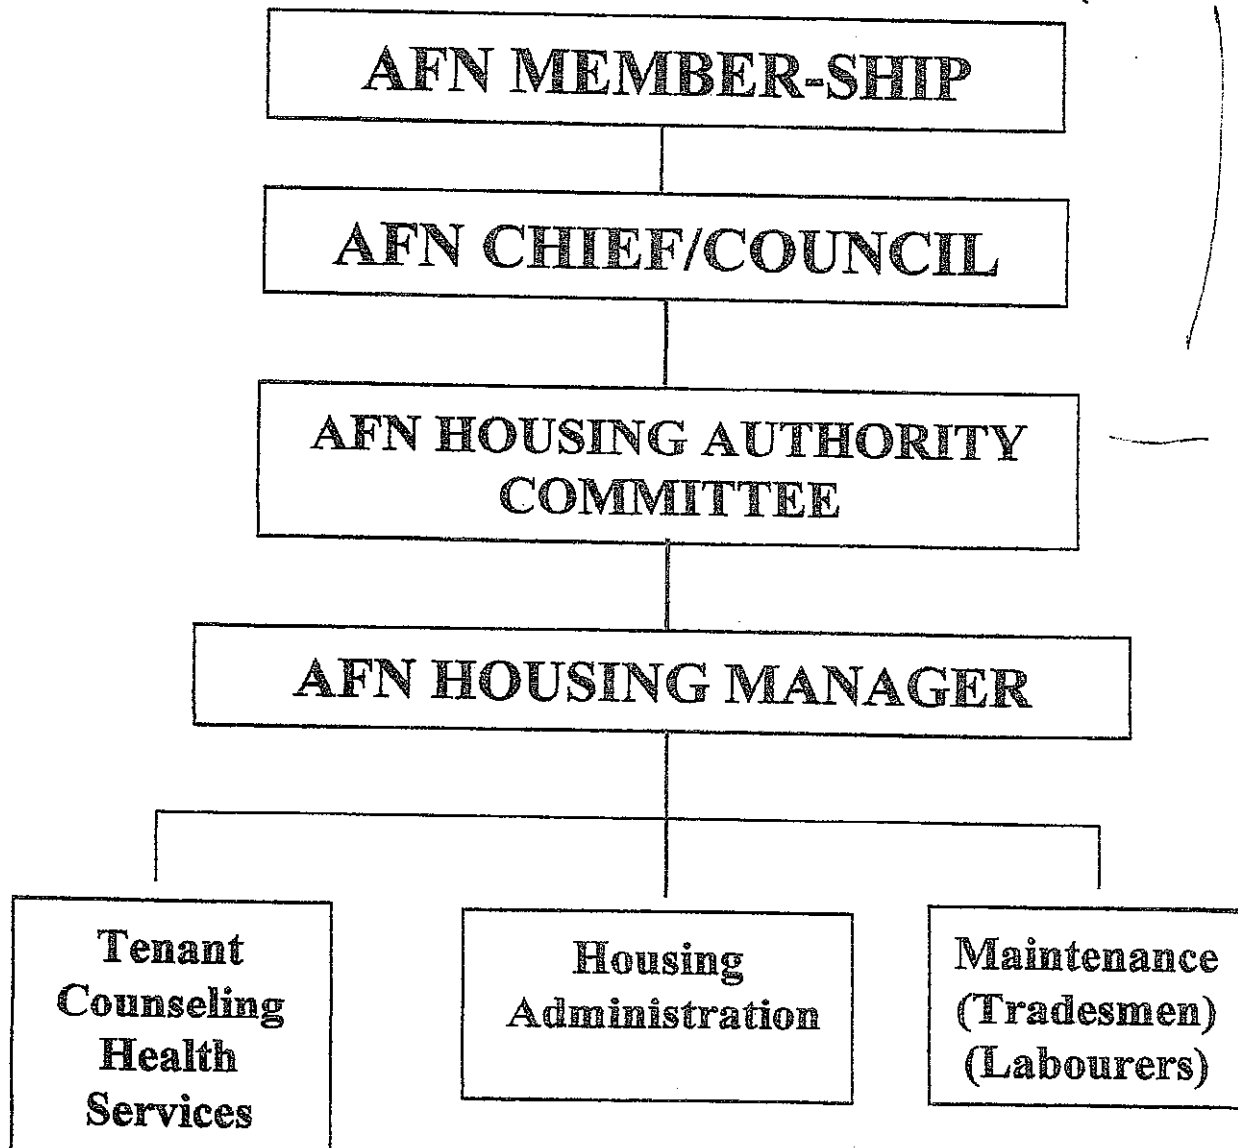 AFN MEMBER-SHIP
AFN CHIEF/COUNCIL
AFN HOUSING AUTHORITY
COMMITTEE
AFN HOUSING MANAGER
Tenant
Counseling
Health
Services
Housing
Administration
Maintenance
(Tradesmen)
(Labourers)